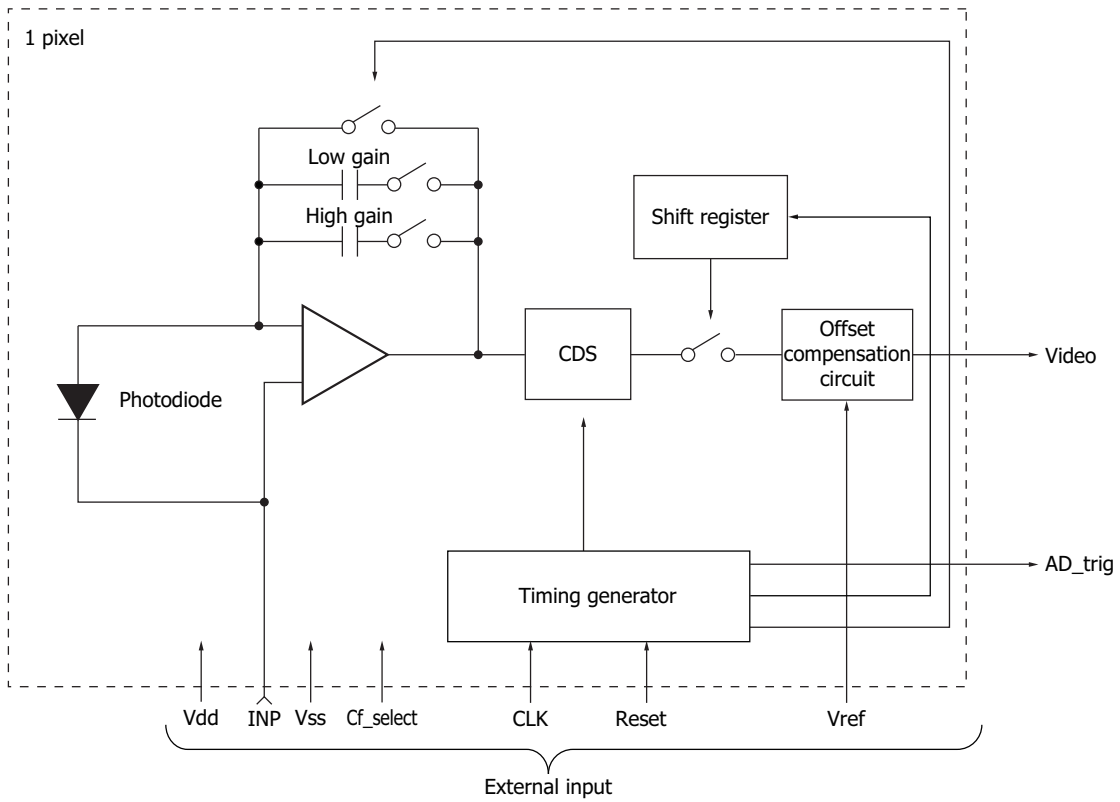 1 pixel
Low gain
High gain
Shift register
Photodiode
CDS
Offset
compensation
circuit
Video
Timing generator
AD_trig
Vdd
INP
Vss
Cf_select
CLK
Reset
Vref
External input